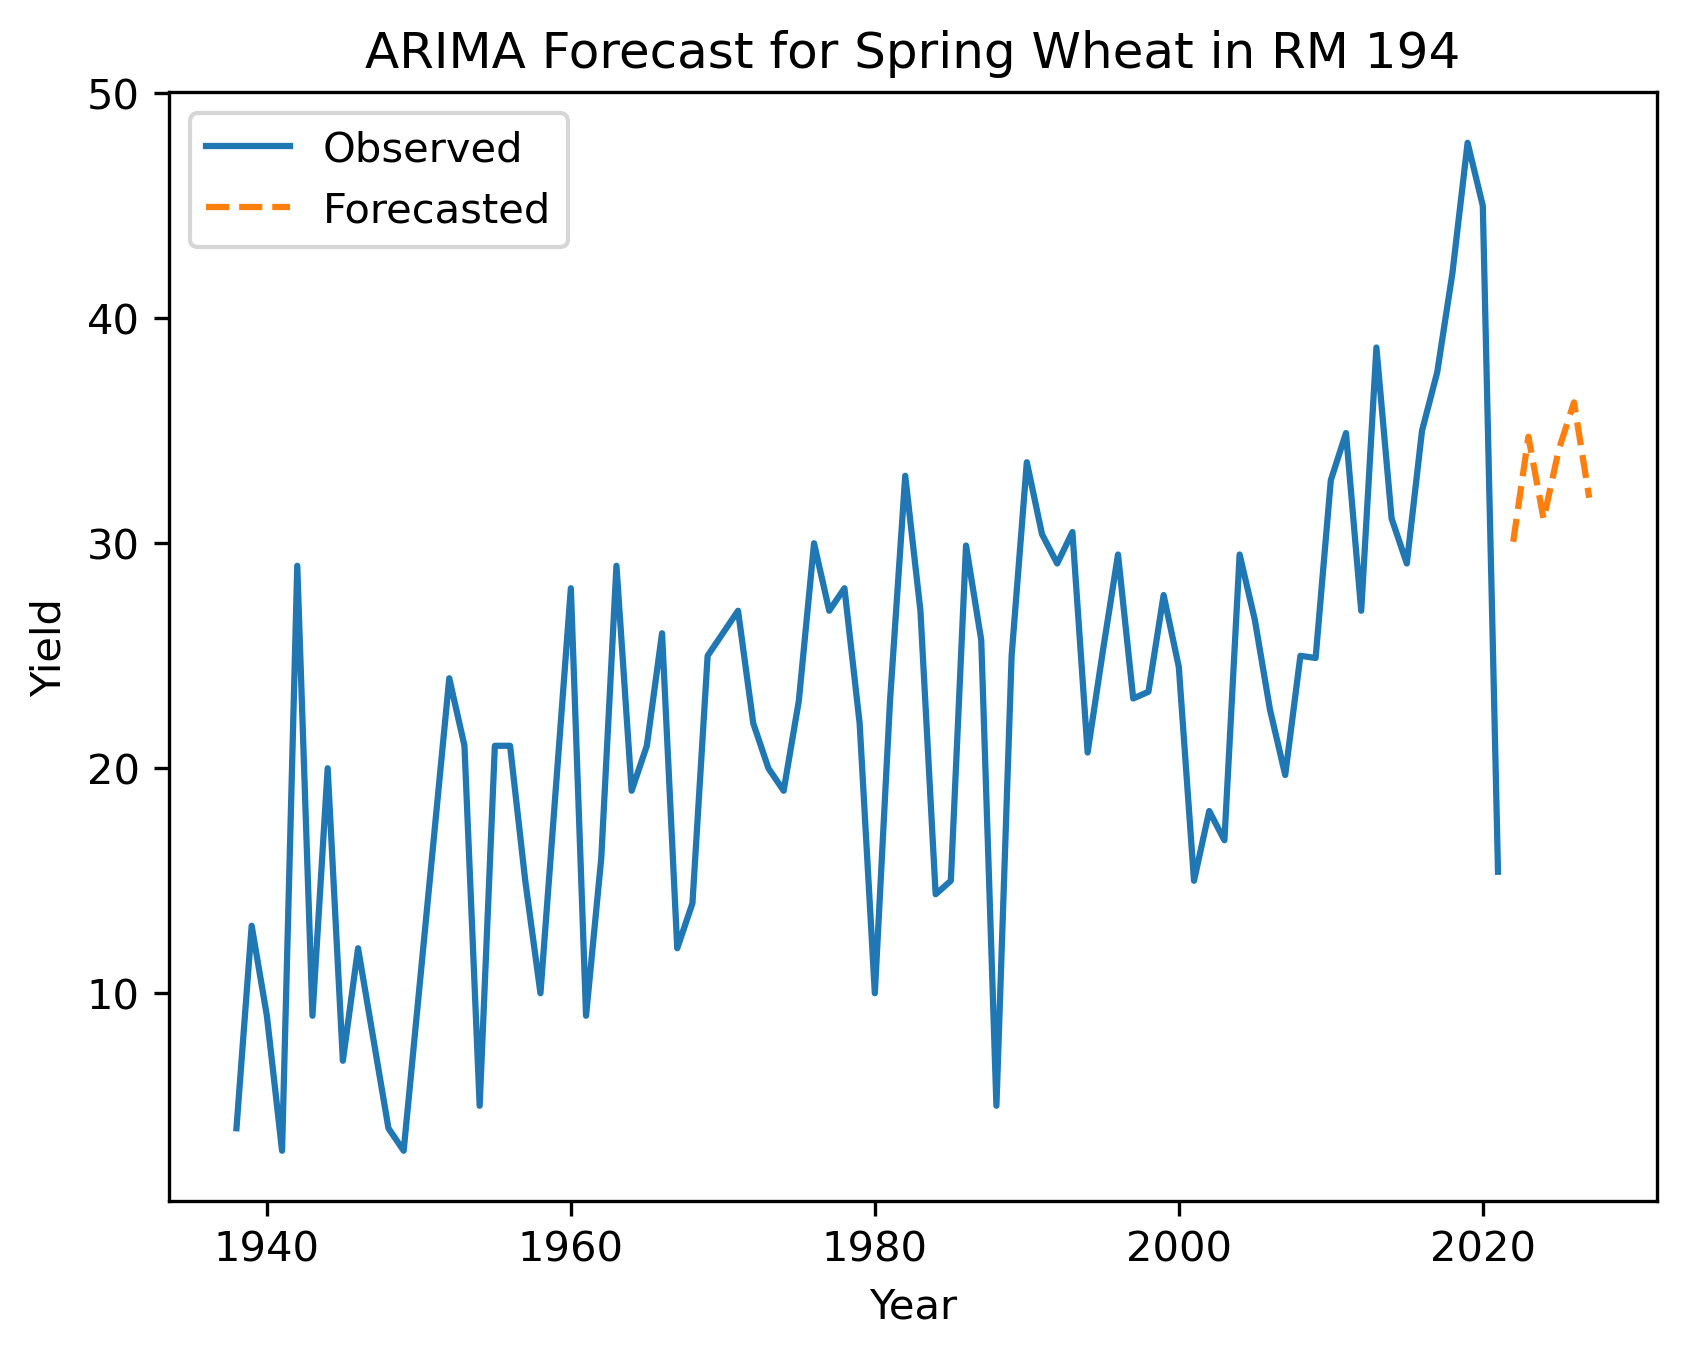 ARIMA Forecast for Spring Wheat in RM 194
Observed
Forecasted
50
40
30
20
10
Yield
1940 1960 1980 2000 2020
Year